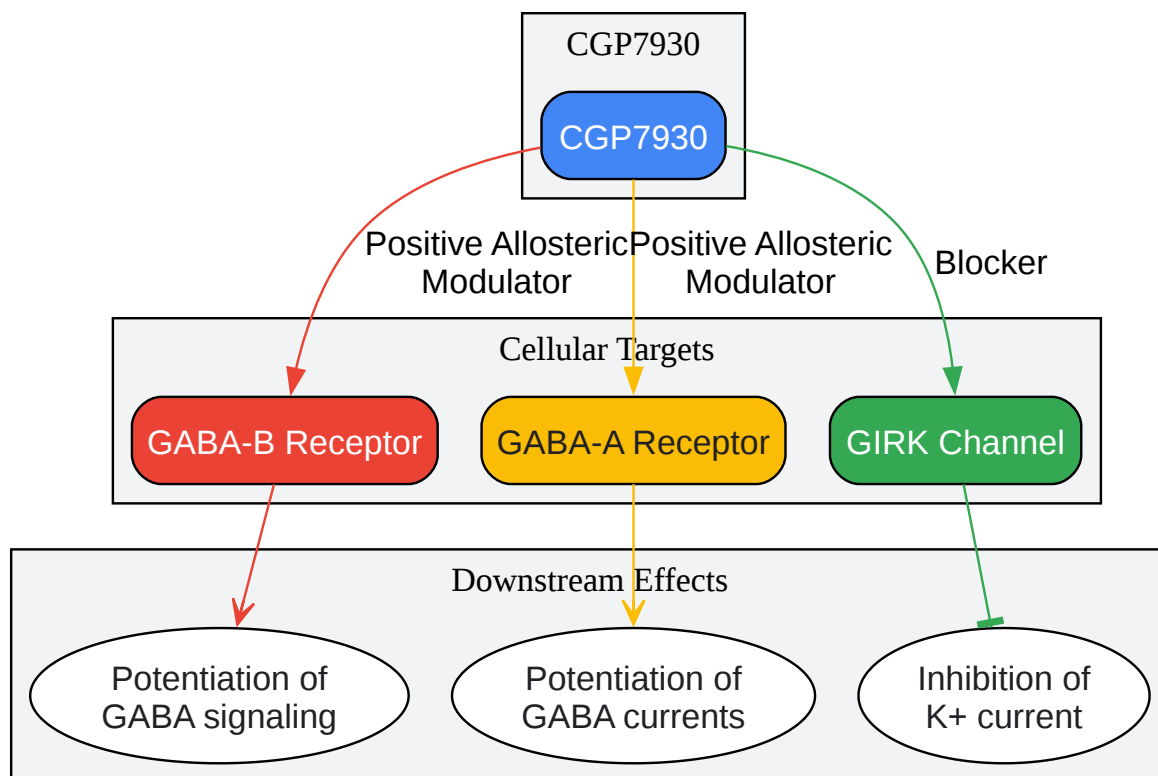 CGP7930
CGP7930
Positive Allosteric
Modulator
Positive Allosteric
Modulator
Blocker
Cellular Targets
GABA-B Receptor
GABA-A Receptor
GIRK Channel
Downstream Effects
Potentiation of
GABA signaling
Potentiation of
GABA currents
Inhibition of
K+ current